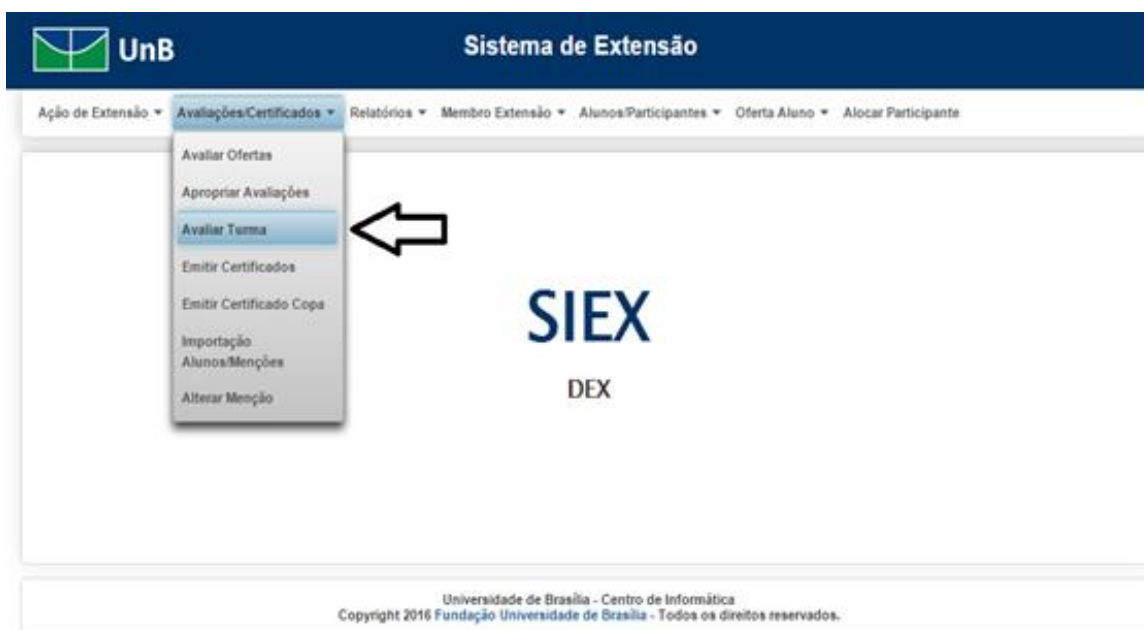 UnB
Sistema de Extensão
Ação de Extensão
Avaliações/Certificados
Relatórios
Membro Extensão
Alunos/Participantes
Oferta Aluno
Alocar Participante
Avaliar Ofertas
Apropriar Avaliações
Avaliar Turma
Emitir Certificados
Emitir Certificado Copa
Importação
Alunos/Menções
Alterar Menção
SIEX
DEX
Universidade de Brasília - Centro de Informática
Copyright 2016 Fundação Universidade de Brasília - Todos os direitos reservados.